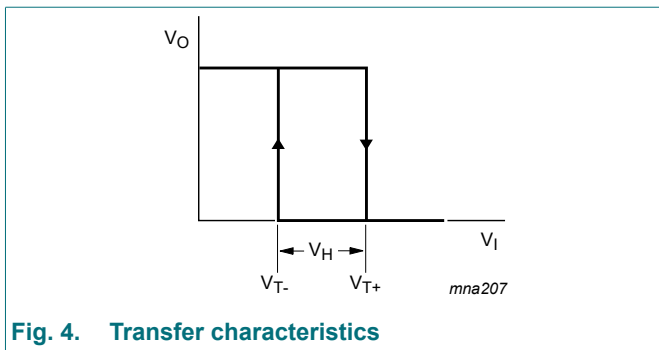 VO
VH
VI
VT- VT+
mna207
Fig. 4. Transfer characteristics